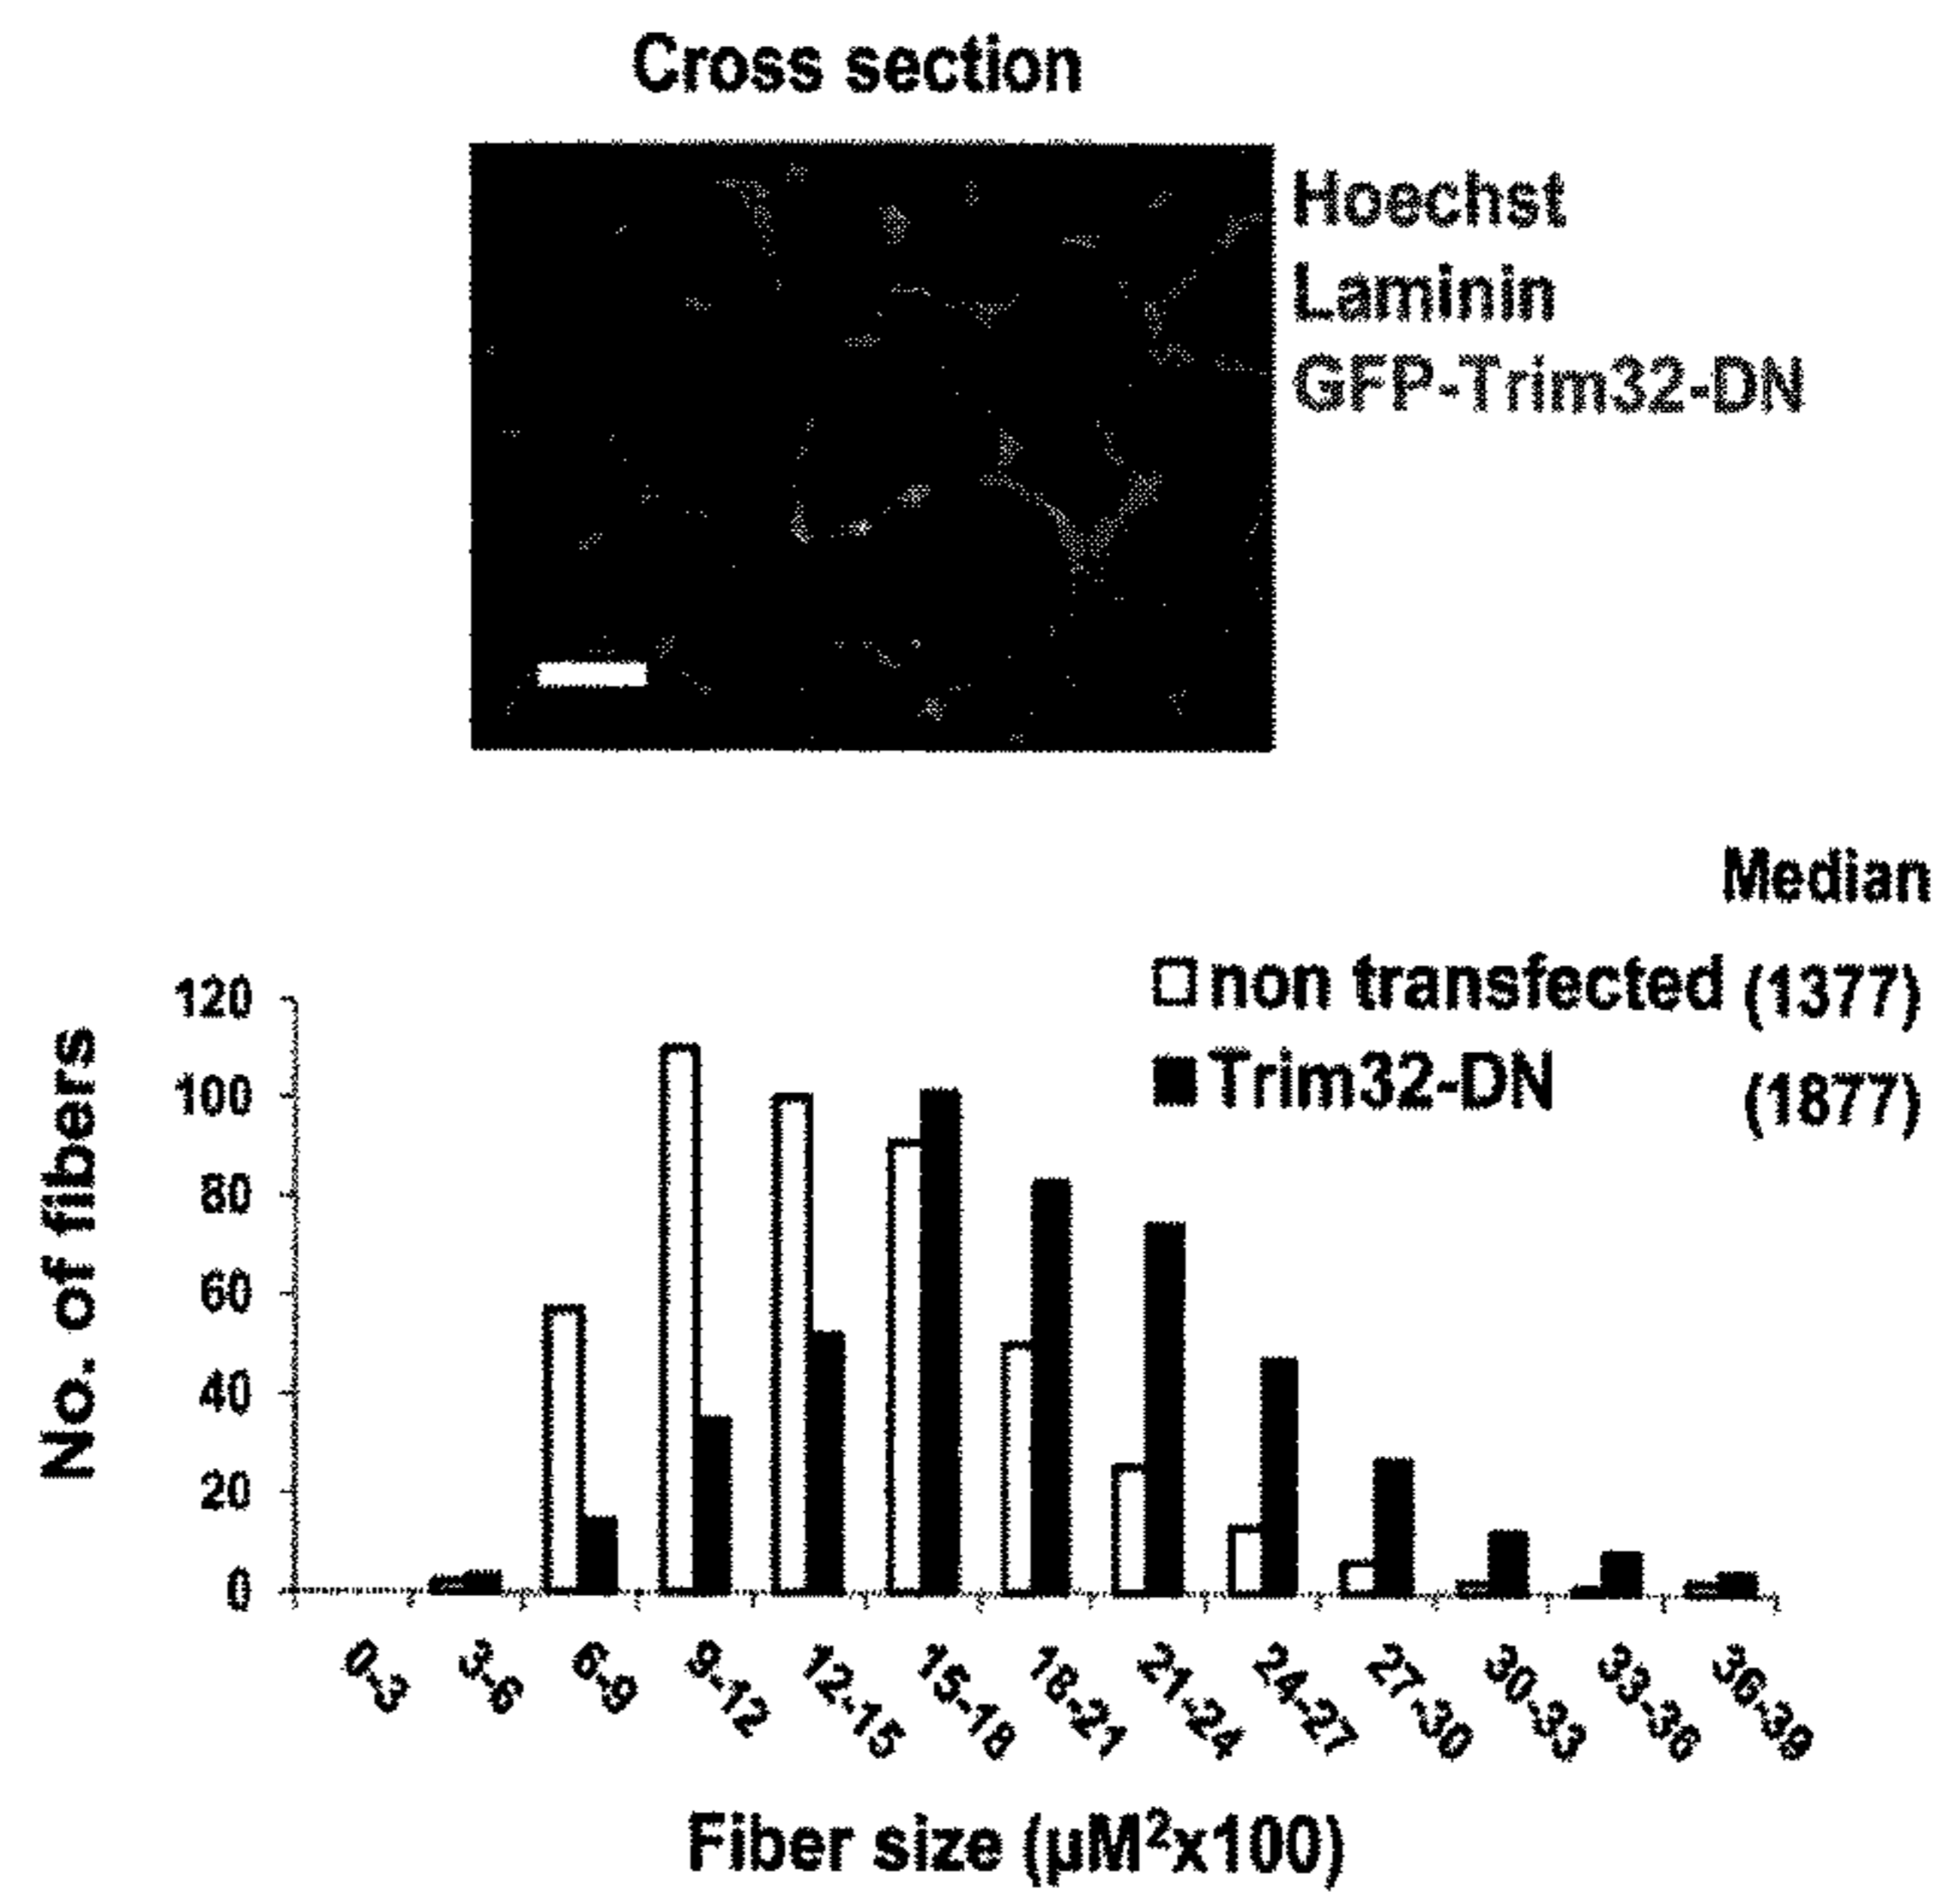 Cross section
Hoechst
Laminin
GFP-Trim32-DN
Median
non transfected (1377)
Trim32-DN (1877)
120
100
80
60
40
20
0
No. of fibers
0-3
3-6
6-9
9-12
12-15
15-18
18-21
21-24
24-27
27-30
30-33
33-36
36-39
Fiber size (µM²x100)